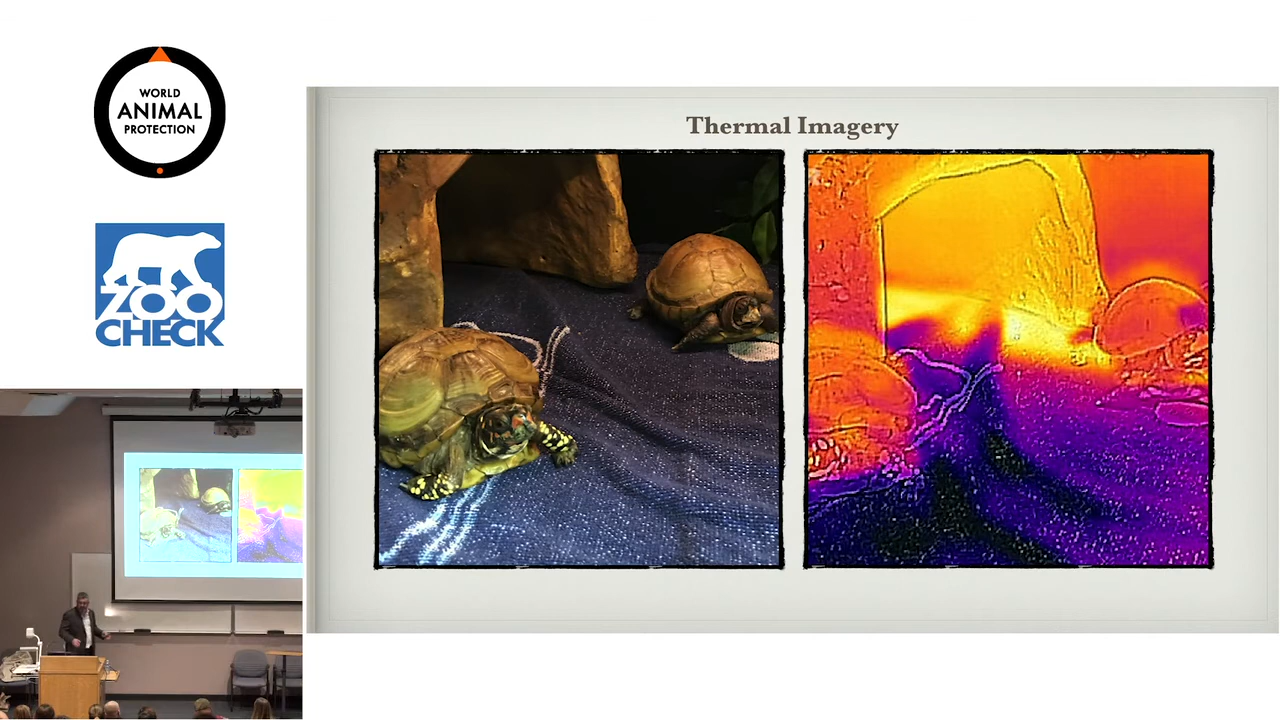 WORLD
ANIMAL
PROTECTION
ZOO
CHECK
Thermal Imagery